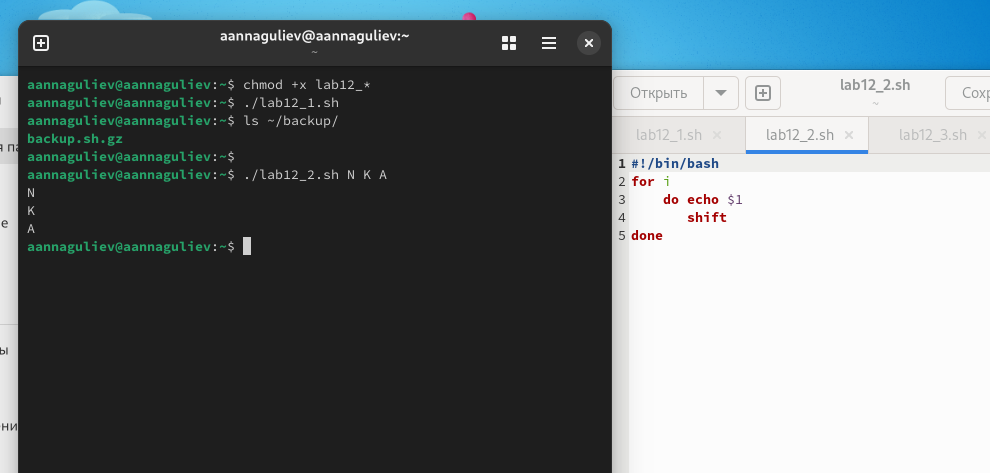 aannaguliev@aannaguliev:~
~
aannaguliev@aannaguliev:~$ chmod +x lab12_*
aannaguliev@aannaguliev:~$ ./lab12_1.sh
aannaguliev@aannaguliev:~$ ls ~/backup/
backup.sh.gz
aannaguliev@aannaguliev:~$
aannaguliev@aannaguliev:~$ ./lab12_2.sh N K A
N
K
A
aannaguliev@aannaguliev:~$
Открыть
lab12_2.sh
~
lab12_1.sh
lab12_2.sh
lab12_3.sh
1 #!/bin/bash
2 for i
3     do echo $1
4        shift
5 done